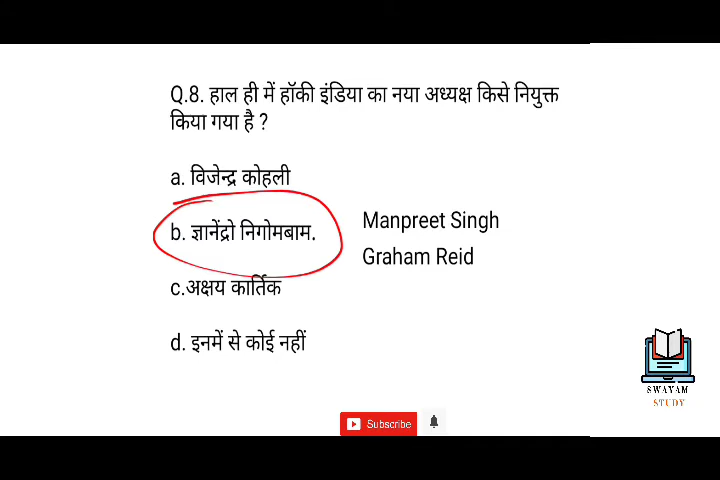 Q.8. हाल ही में हॉकी इंडिया का नया अध्यक्ष किसे नियुक्त
किया गया है ?
a. विजेन्द्र कोहली
b. ज्ञानेंद्रो निगोमबाम.
Manpreet Singh
Graham Reid
c.अक्षय कार्तिक
d. इनमें से कोई नहीं
SWAYAM
STUDY
Subscribe